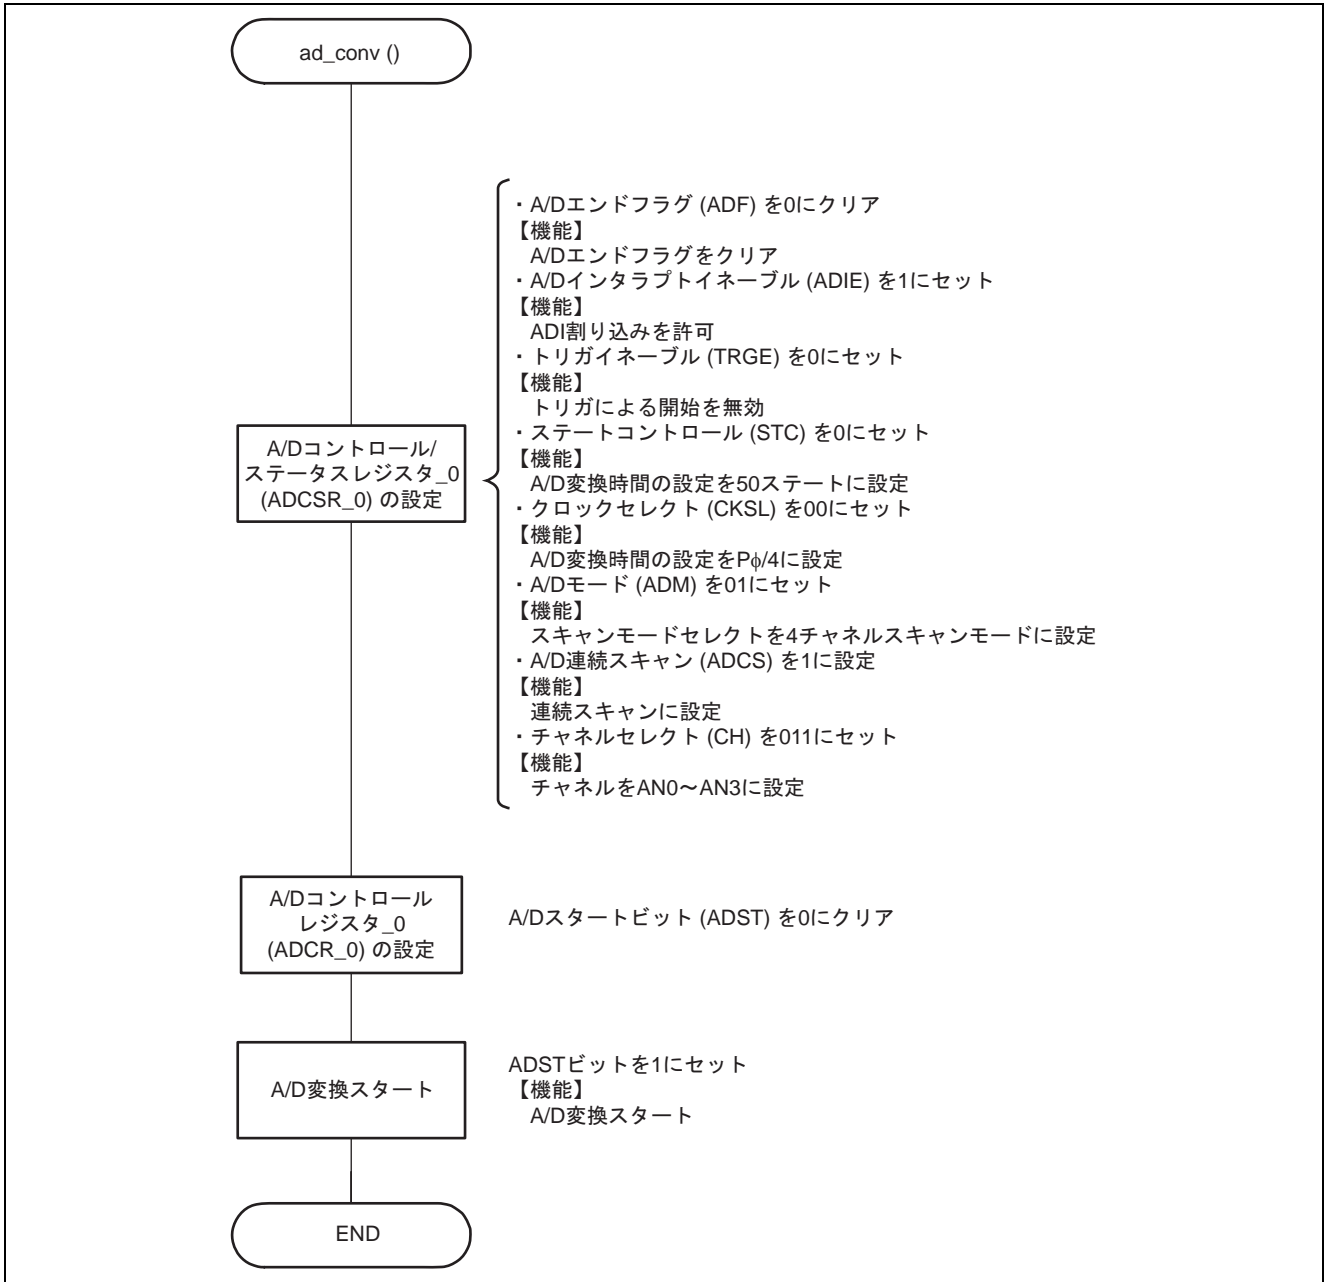 ad_conv ()
A/Dコントロール/
ステータスレジスタ_0
(ADCSR_0) の設定
・A/Dエンドフラグ (ADF) を0にクリア
【機能】
A/Dエンドフラグをクリア
・A/Dインタラプトイネーブル (ADIE) を1にセット
【機能】
ADI割り込みを許可
・トリガイネーブル (TRGE) を0にセット
【機能】
トリガによる開始を無効
・ステートコントロール (STC) を0にセット
【機能】
A/D変換時間の設定を50ステートに設定
・クロックセレクト (CKSL) を00にセット
【機能】
A/D変換時間の設定をPφ/4に設定
・A/Dモード (ADM) を01にセット
【機能】
スキャンモードセレクトを4チャネルスキャンモードに設定
・A/D連続スキャン (ADCS) を1に設定
【機能】
連続スキャンに設定
・チャネルセレクト (CH) を011にセット
【機能】
チャネルをAN0～AN3に設定
A/Dコントロール
レジスタ_0
(ADCR_0) の設定
A/Dスタートビット (ADST) を0にクリア
A/D変換スタート
ADSTビットを1にセット
【機能】
A/D変換スタート
END